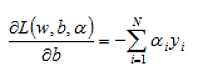 ∂L(w,b,α)/∂b = −∑_{i=1}^{N} α_i y_i